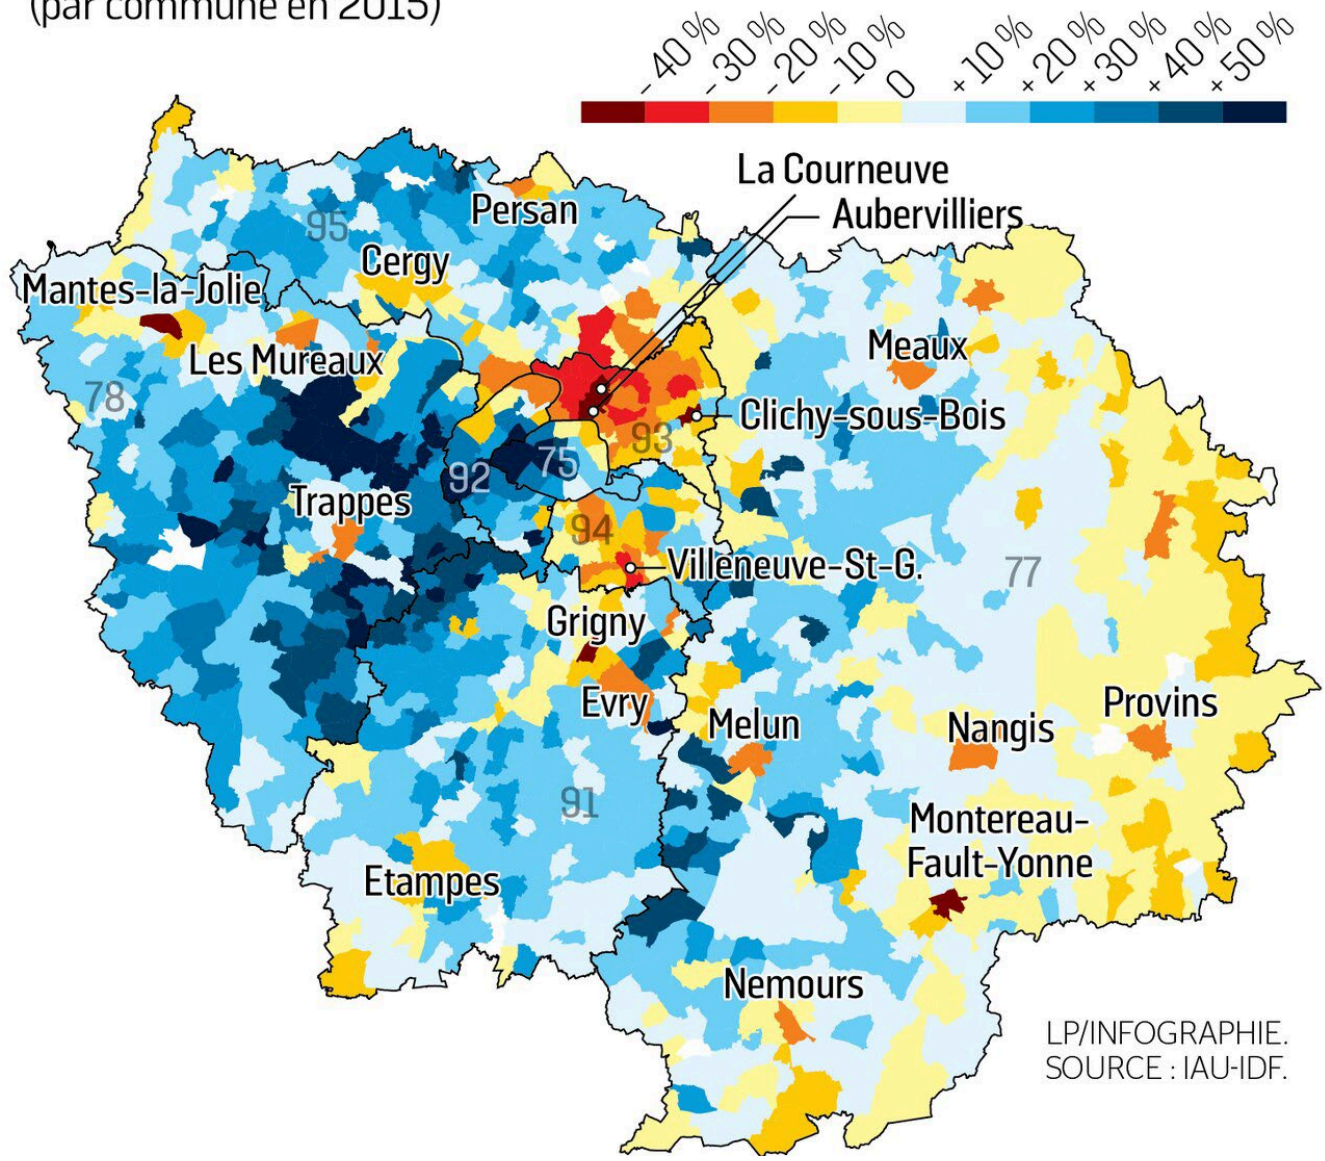 (par commune en 2015)
- 40 %
- 30 %
- 20 %
- 10 %
0
+ 10 %
+ 20 %
+ 30 %
+ 40 %
+ 50 %
La Courneuve
Aubervilliers
Persan
95
Cergy
Mantes-la-Jolie
Les Mureaux
Meaux
78
Clichy-sous-Bois
93
75
92
Trappes
94
Villeneuve-St-G.
77
Grigny
Evry
Melun
Nangis
Provins
91
Montereau-
Fault-Yonne
Etampes
Nemours
LP/INFOGRAPHIE.
SOURCE : IAU-IDF.